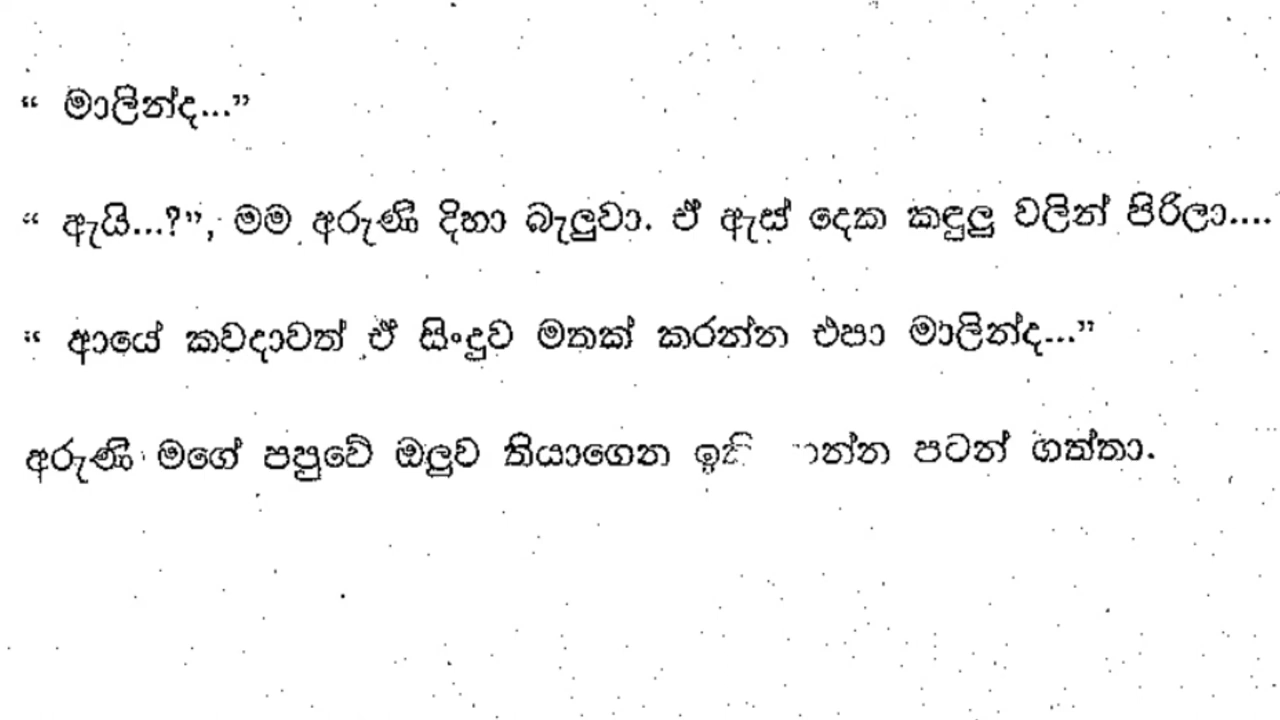 “ මාලින්ද...”
“ ඇයි...?”, මම අරුණි දිහා බැලුවා. ඒ ඇස් දෙක කඳුලු වලින් පිරිලා....
“ ආයේ කවදාවත් ඒ සිංදුව මතක් කරන්න එපා මාලින්ද...”
අරුණි මගේ පපුවේ ඔලුව තියාගෙන පටන් ගත්තා.